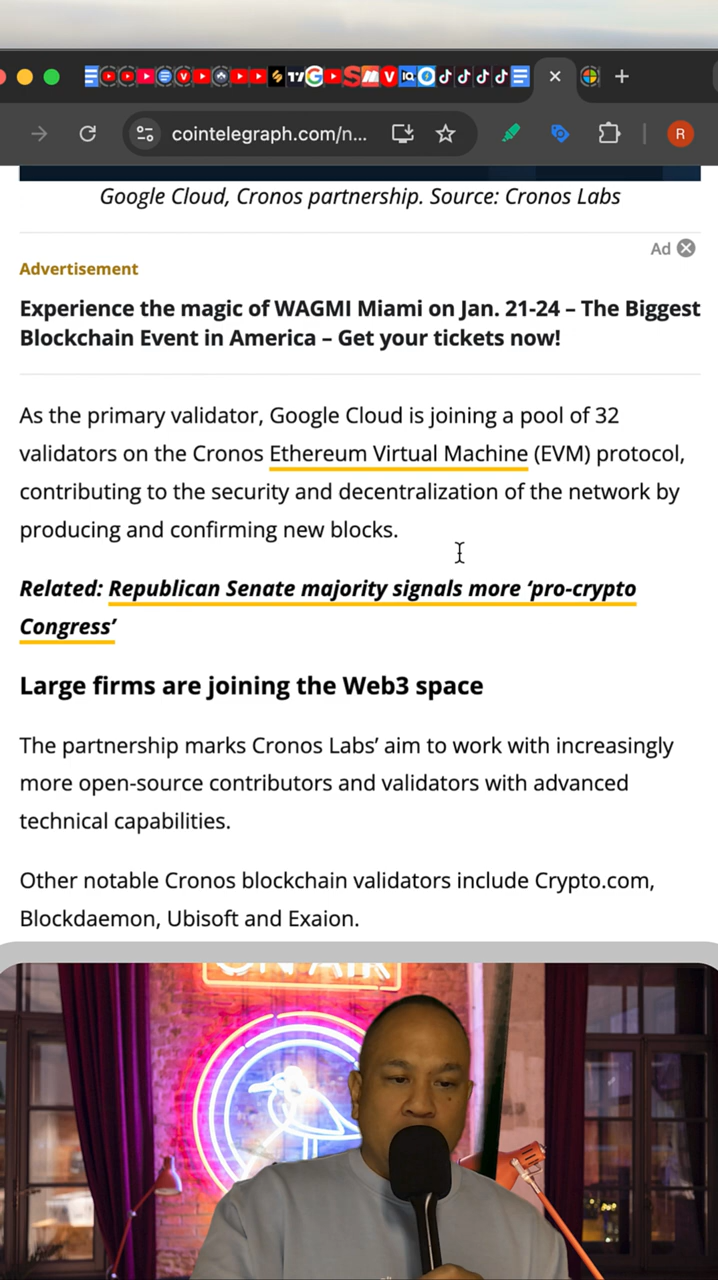 cointelegraph.com/n...
R
Google Cloud, Cronos partnership. Source: Cronos Labs
Ad
Advertisement
Experience the magic of WAGMI Miami on Jan. 21-24 – The Biggest
Blockchain Event in America – Get your tickets now!
As the primary validator, Google Cloud is joining a pool of 32
validators on the Cronos Ethereum Virtual Machine (EVM) protocol,
contributing to the security and decentralization of the network by
producing and confirming new blocks.
Related: Republican Senate majority signals more ‘pro-crypto
Congress’
Large firms are joining the Web3 space
The partnership marks Cronos Labs’ aim to work with increasingly
more open-source contributors and validators with advanced
technical capabilities.
Other notable Cronos blockchain validators include Crypto.com,
Blockdaemon, Ubisoft and Exaion.
ON AIR